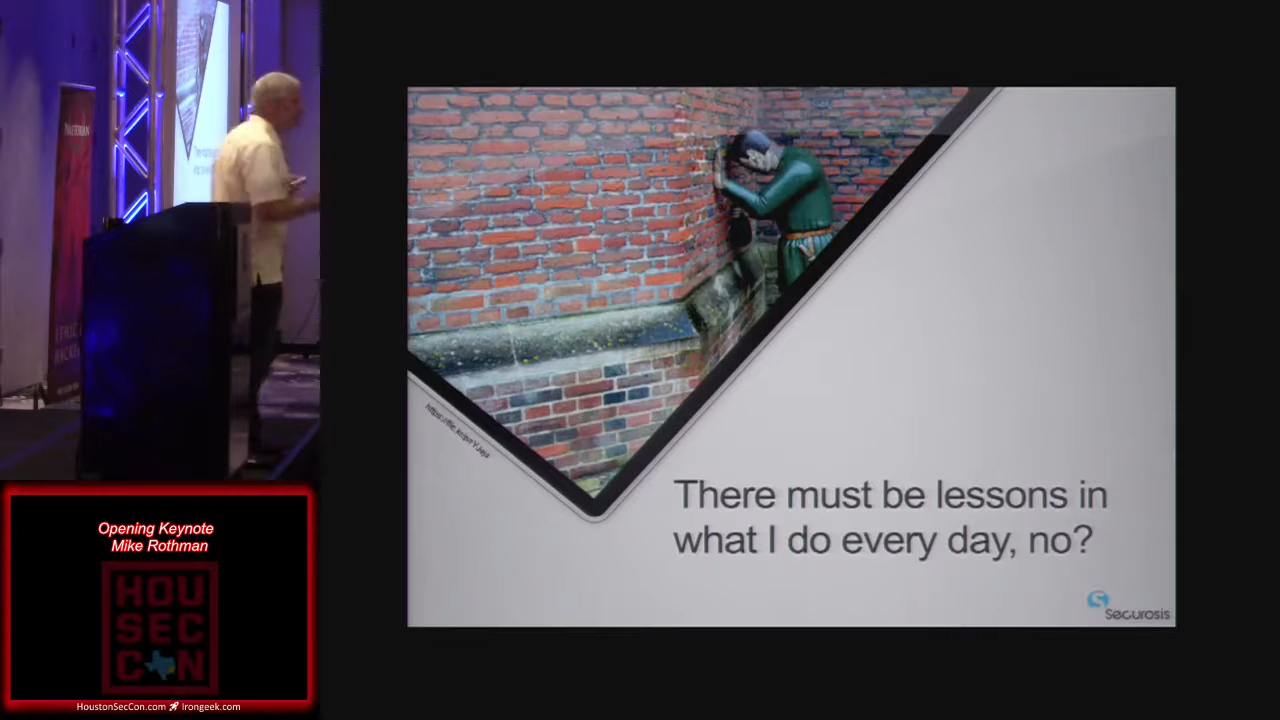 There must be lessons in
what I do every day, no?
Securosis
Opening Keynote
Mike Rothman
HOU
SEC
CON
HoustonSecCon.com Irongeek.com